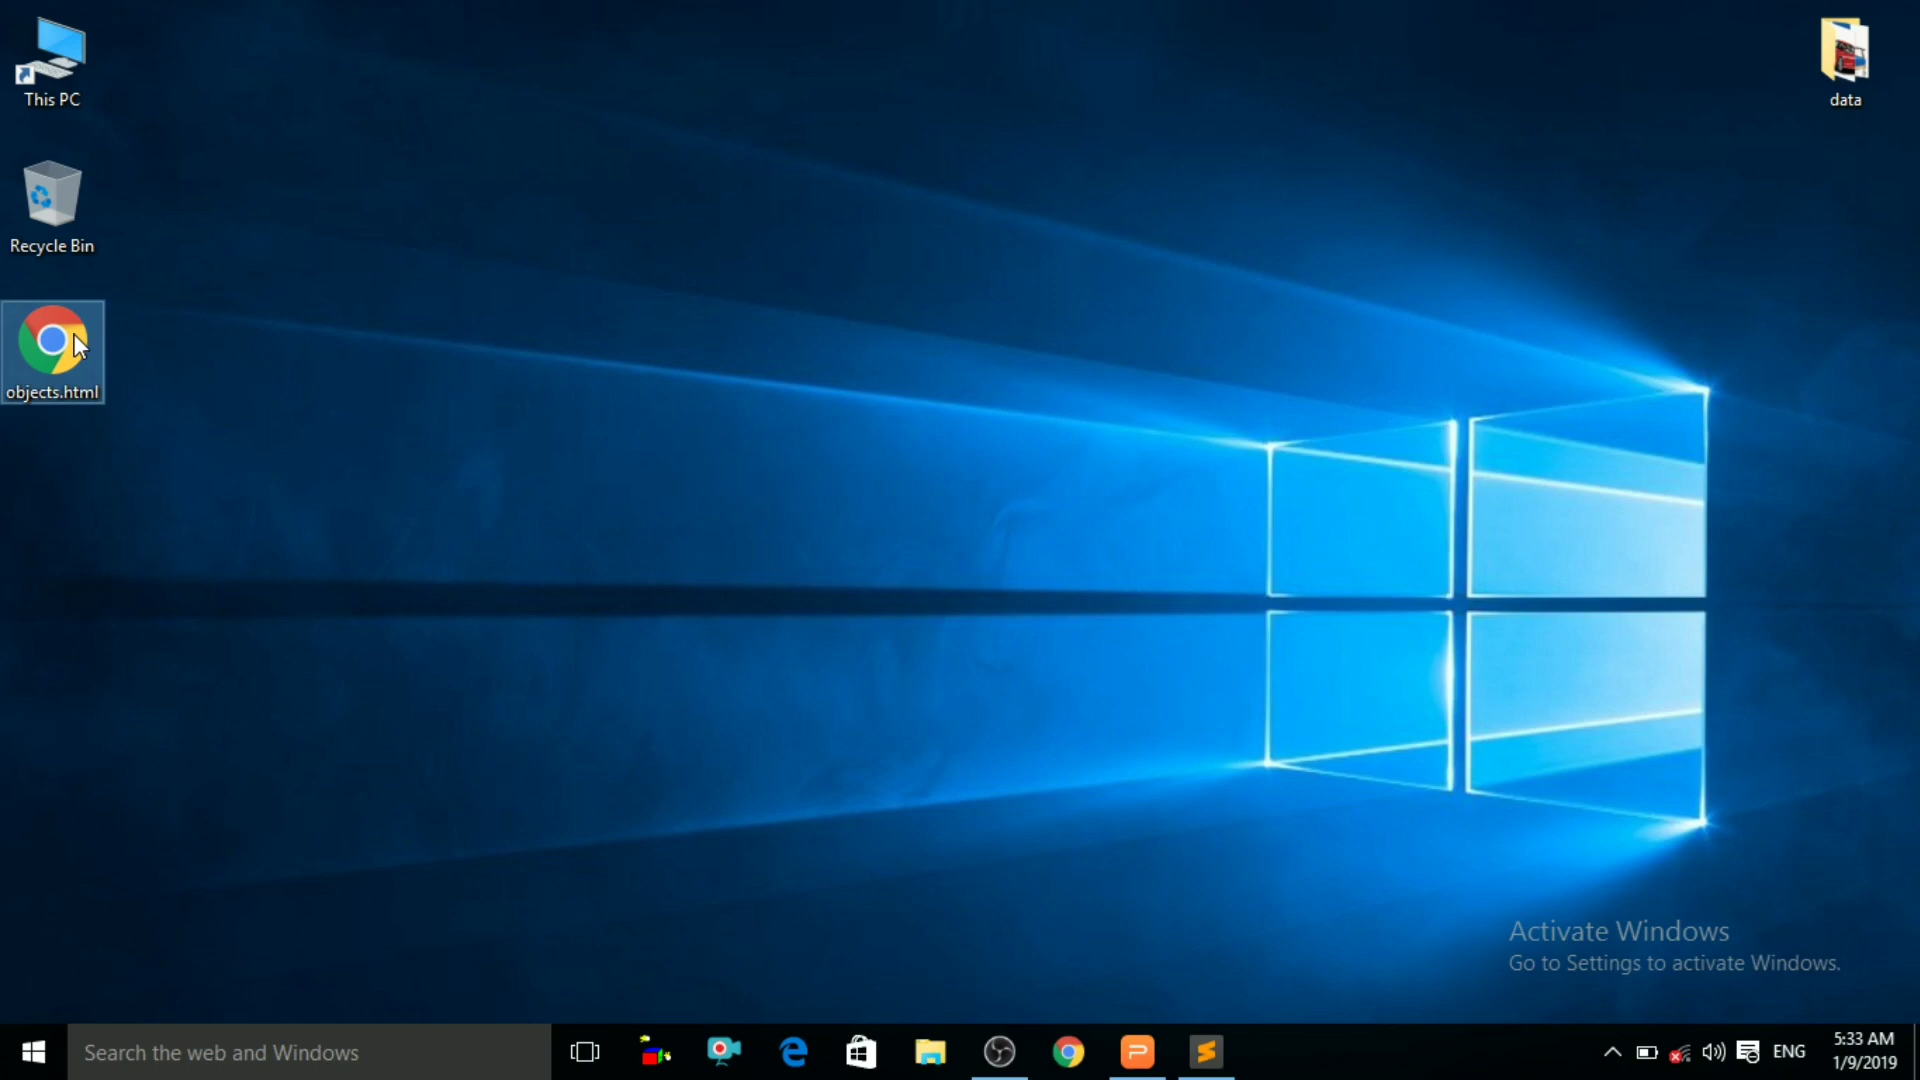 This PC
data
Recycle Bin
objects.html
Activate Windows
Go to Settings to activate Windows.
Search the web and Windows
ENG
5:33 AM
1/9/2019